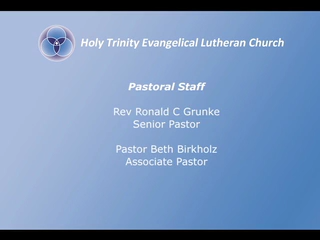 Holy Trinity Evangelical Lutheran Church
Pastoral Staff
Rev Ronald C Grunke
Senior Pastor
Pastor Beth Birkholz
Associate Pastor